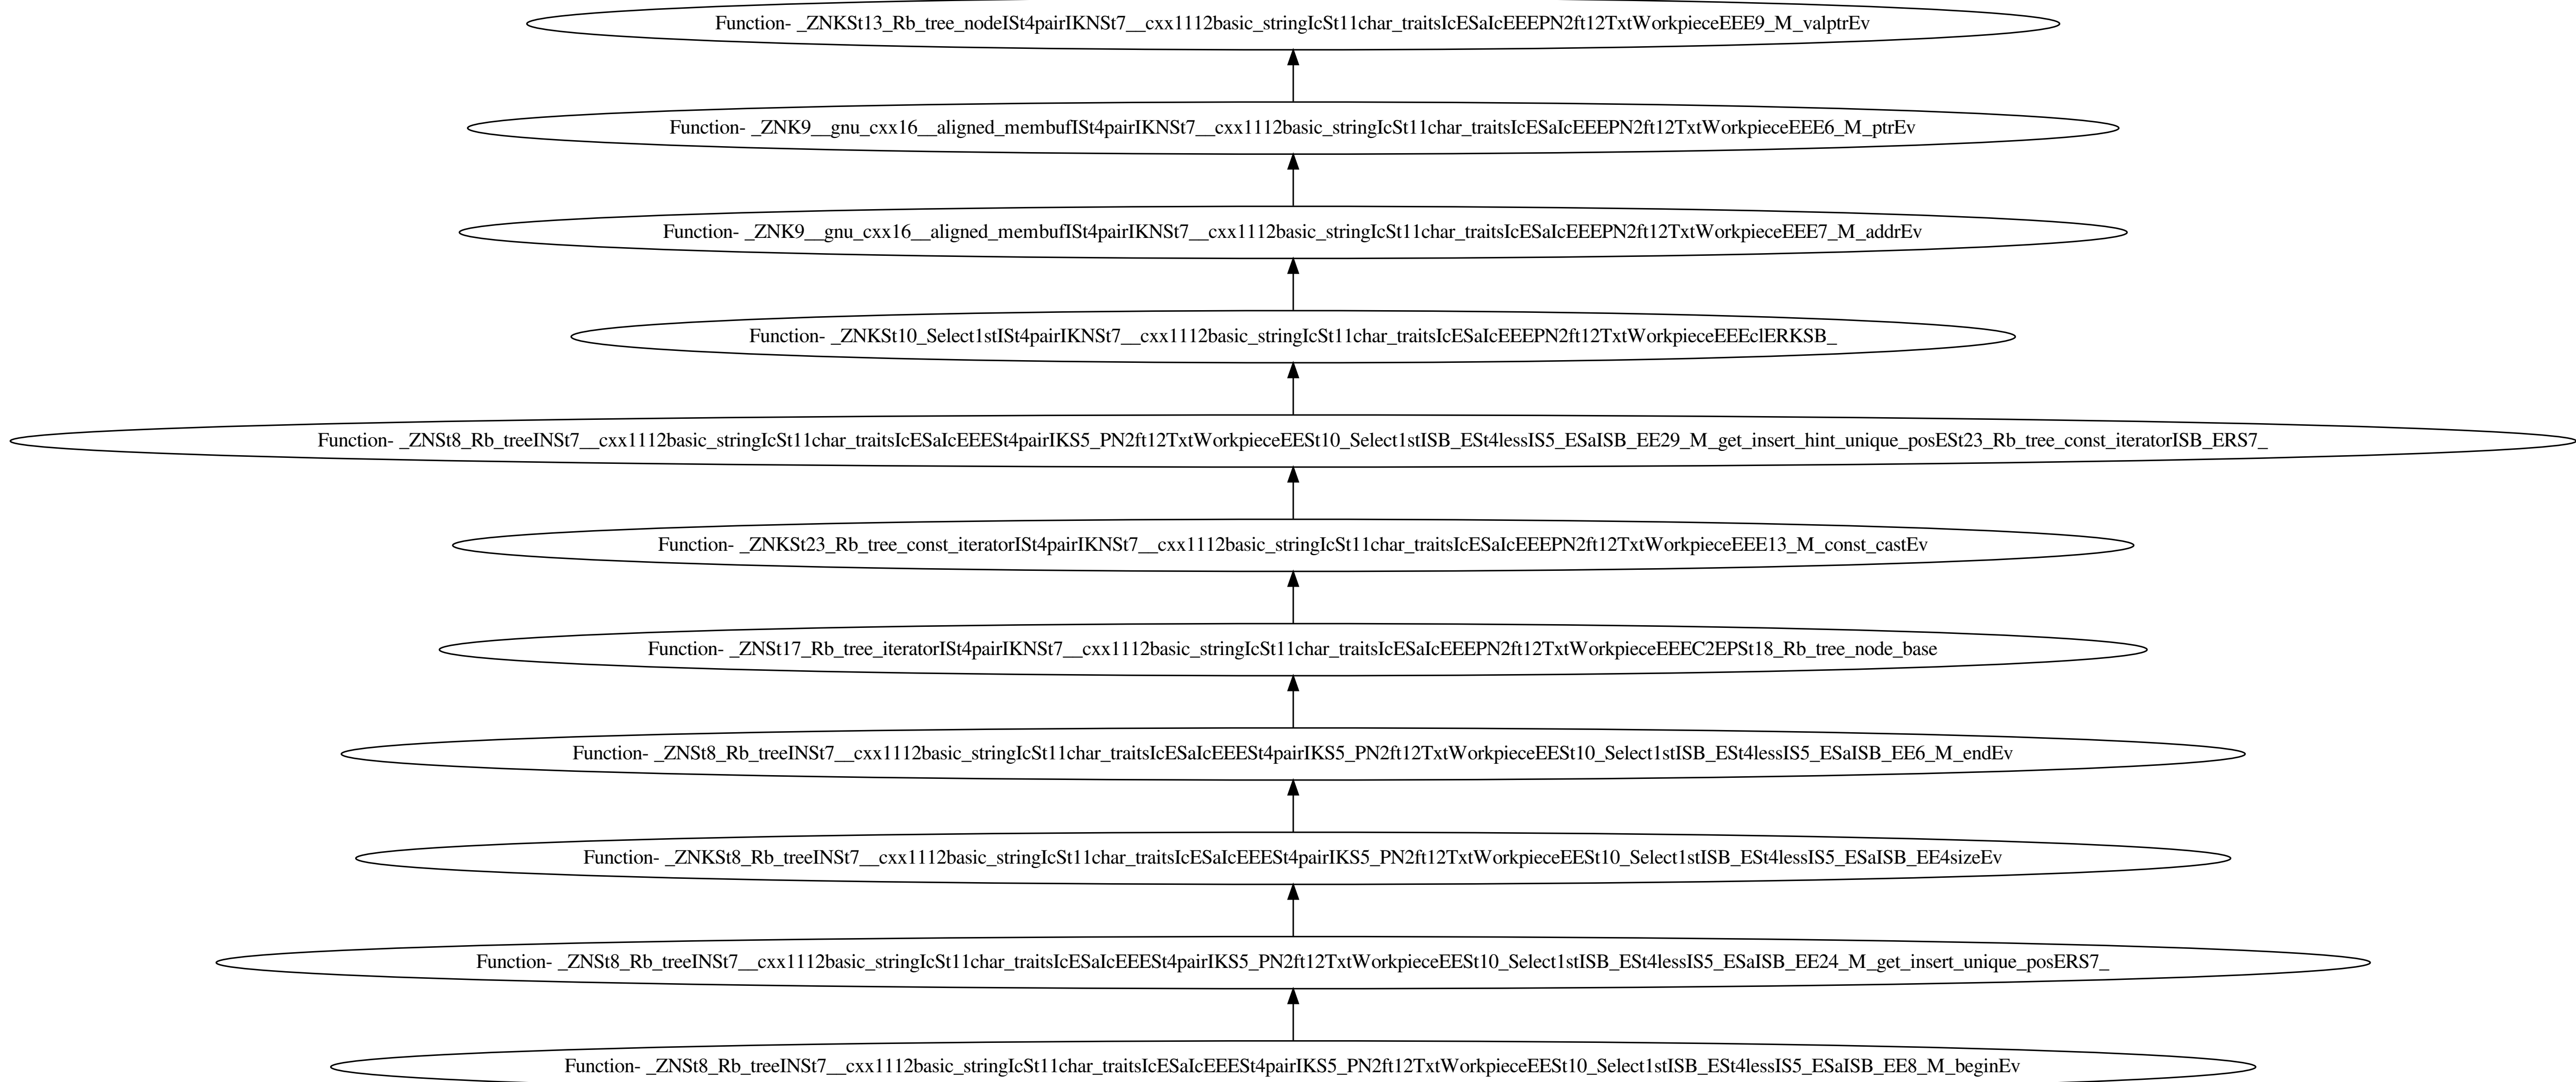 Function- _ZNKSt13_Rb_tree_nodeISt4pairIKNSt7__cxx1112basic_stringIcSt11char_traitsIcESaIcEEEPN2ft12TxtWorkpieceEEE9_M_valptrEv
Function- _ZNK9__gnu_cxx16__aligned_membufISt4pairIKNSt7__cxx1112basic_stringIcSt11char_traitsIcESaIcEEEPN2ft12TxtWorkpieceEEE6_M_ptrEv
Function- _ZNK9__gnu_cxx16__aligned_membufISt4pairIKNSt7__cxx1112basic_stringIcSt11char_traitsIcESaIcEEEPN2ft12TxtWorkpieceEEE7_M_addrEv
Function- _ZNKSt10_Select1stISt4pairIKNSt7__cxx1112basic_stringIcSt11char_traitsIcESaIcEEEPN2ft12TxtWorkpieceEEEclERKSB_
Function- _ZNSt8_Rb_treeINSt7__cxx1112basic_stringIcSt11char_traitsIcESaIcEEESt4pairIKS5_PN2ft12TxtWorkpieceEESt10_Select1stISB_ESt4lessIS5_ESaISB_EE29_M_get_insert_hint_unique_posESt23_Rb_tree_const_iteratorISB_ERS7_
Function- _ZNKSt23_Rb_tree_const_iteratorISt4pairIKNSt7__cxx1112basic_stringIcSt11char_traitsIcESaIcEEEPN2ft12TxtWorkpieceEEE13_M_const_castEv
Function- _ZNSt17_Rb_tree_iteratorISt4pairIKNSt7__cxx1112basic_stringIcSt11char_traitsIcESaIcEEEPN2ft12TxtWorkpieceEEEC2EPSt18_Rb_tree_node_base
Function- _ZNSt8_Rb_treeINSt7__cxx1112basic_stringIcSt11char_traitsIcESaIcEEESt4pairIKS5_PN2ft12TxtWorkpieceEESt10_Select1stISB_ESt4lessIS5_ESaISB_EE6_M_endEv
Function- _ZNKSt8_Rb_treeINSt7__cxx1112basic_stringIcSt11char_traitsIcESaIcEEESt4pairIKS5_PN2ft12TxtWorkpieceEESt10_Select1stISB_ESt4lessIS5_ESaISB_EE4sizeEv
Function- _ZNSt8_Rb_treeINSt7__cxx1112basic_stringIcSt11char_traitsIcESaIcEEESt4pairIKS5_PN2ft12TxtWorkpieceEESt10_Select1stISB_ESt4lessIS5_ESaISB_EE24_M_get_insert_unique_posERS7_
Function- _ZNSt8_Rb_treeINSt7__cxx1112basic_stringIcSt11char_traitsIcESaIcEEESt4pairIKS5_PN2ft12TxtWorkpieceEESt10_Select1stISB_ESt4lessIS5_ESaISB_EE8_M_beginEv